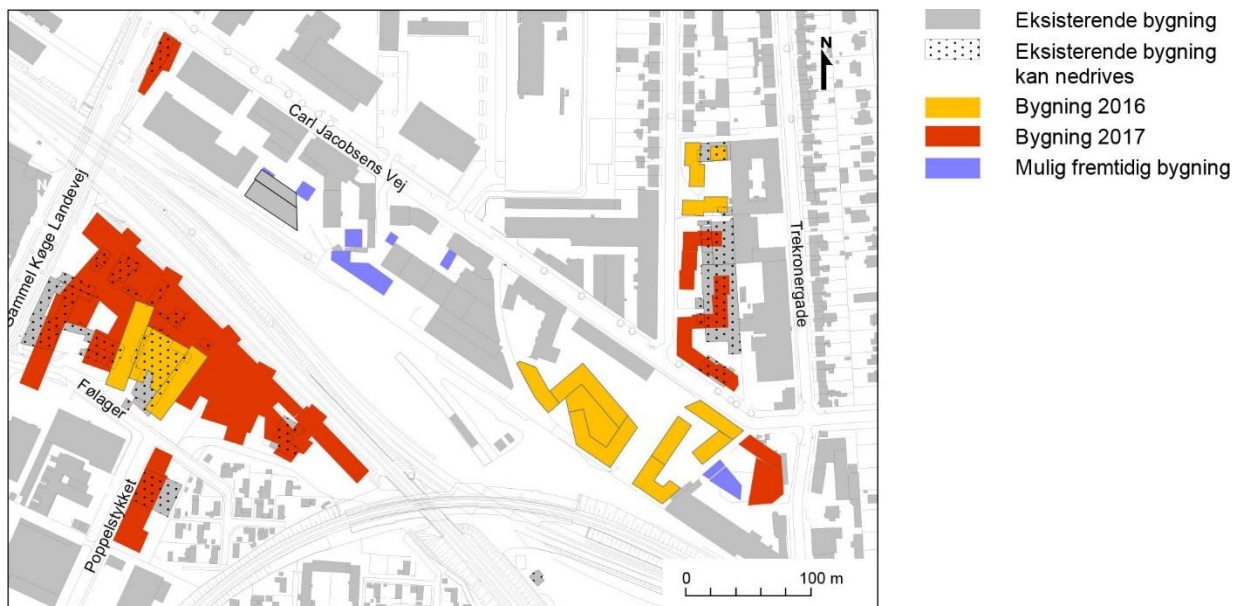 Eksisterende bygning
Eksisterende bygning
kan nedrives
Bygning 2016
Bygning 2017
Mulig fremtidig bygning
N
Carl Jacobsens Vej
Gammel Køge Landevej
N
Trekronergade
Følager
Poppelstykket
0
100 m